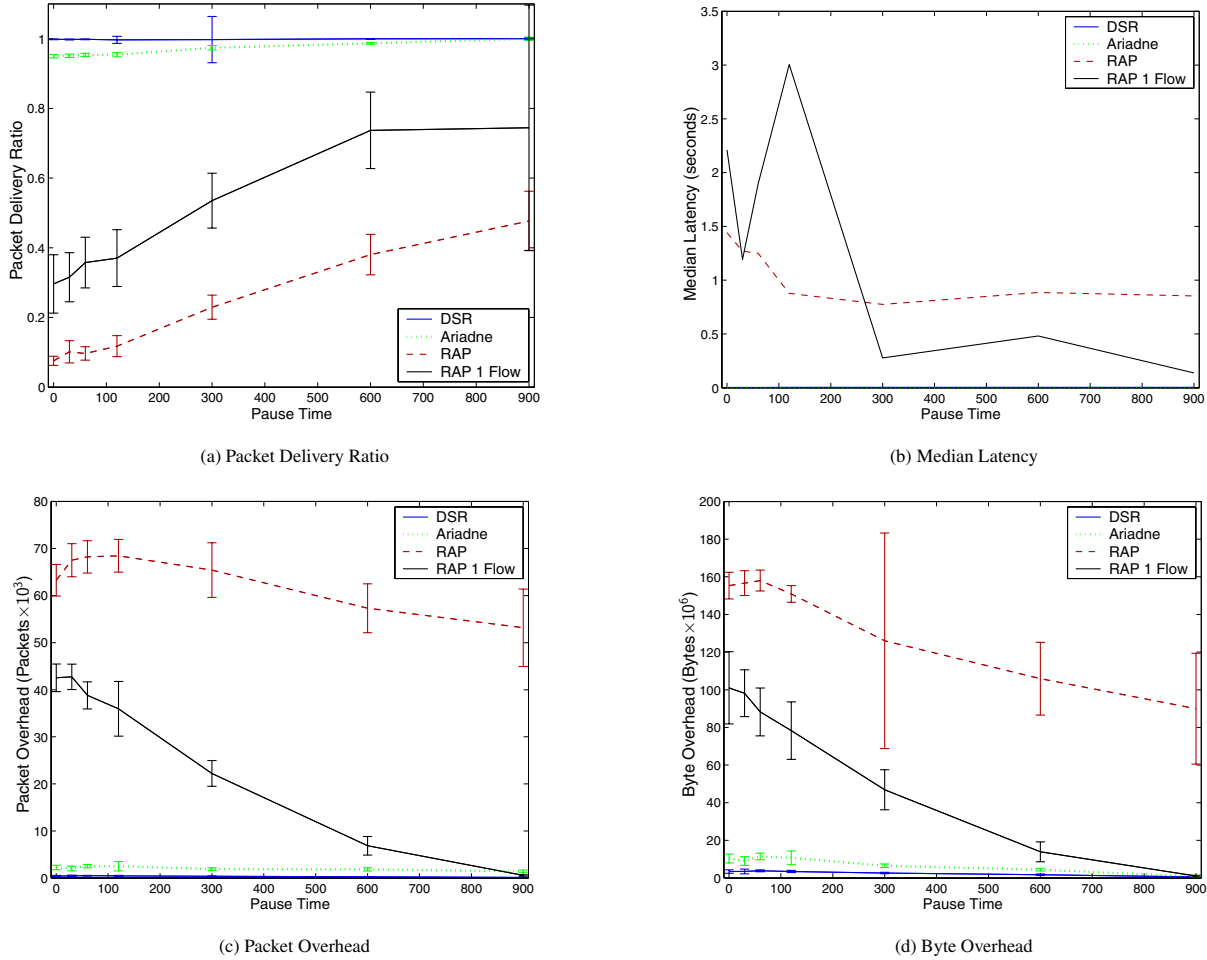 1
0.8
0.6
0.4
0.2
0
Packet Delivery Ratio
0 100 200 300 400 500 600 700 800 900
Pause Time
DSR
Ariadne
RAP
RAP 1 Flow
(a) Packet Delivery Ratio
3.5
3
2.5
2
1.5
1
0.5
0
Median Latency (seconds)
0 100 200 300 400 500 600 700 800 900
Pause Time
DSR
Ariadne
RAP
RAP 1 Flow
(b) Median Latency
80
70
60
50
40
30
20
10
0
Packet Overhead (Packets×10³)
0 100 200 300 400 500 600 700 800 900
Pause Time
DSR
Ariadne
RAP
RAP 1 Flow
(c) Packet Overhead
200
180
160
140
120
100
80
60
40
20
0
Byte Overhead (Bytes×10⁶)
0 100 200 300 400 500 600 700 800 900
Pause Time
DSR
Ariadne
RAP
RAP 1 Flow
(d) Byte Overhead